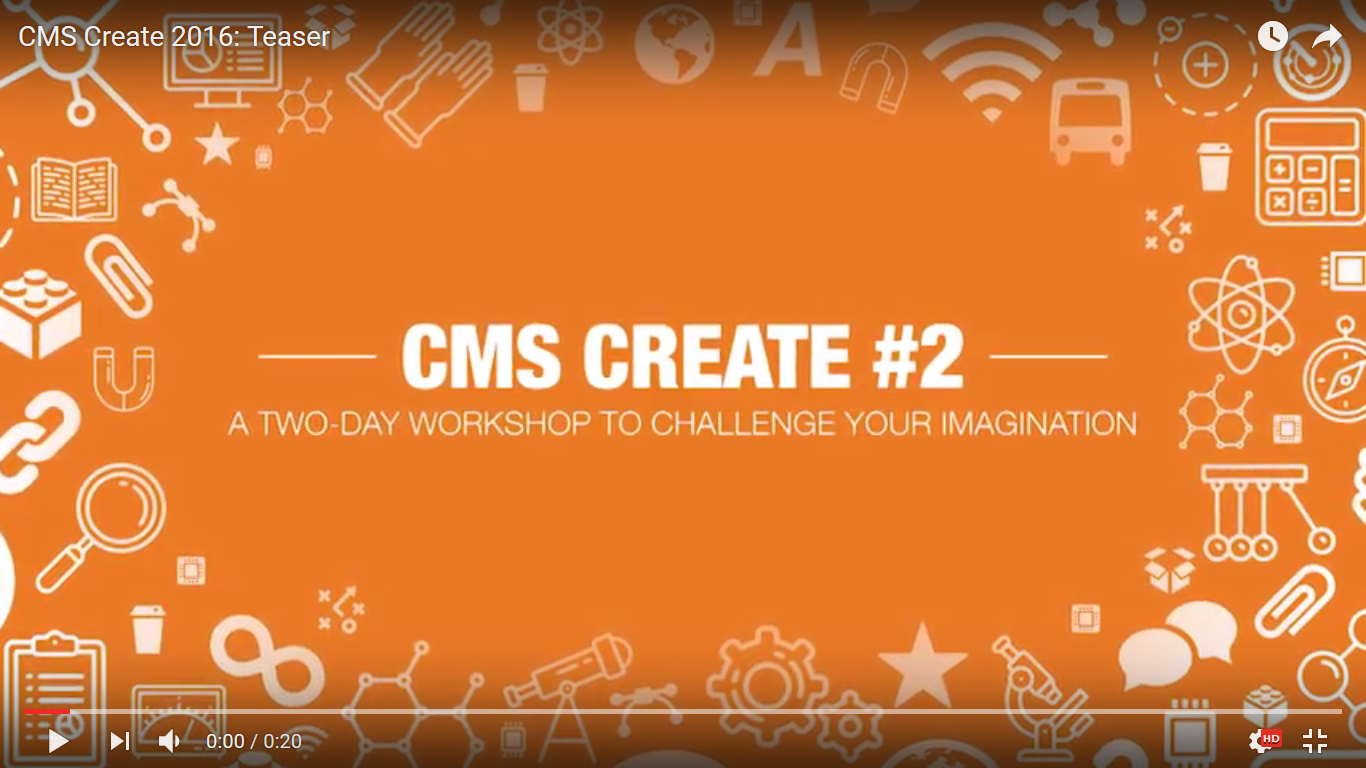 CMS Create 2016: Teaser
A
CMS CREATE #2
A TWO-DAY WORKSHOP TO CHALLENGE YOUR IMAGINATION
0:00 / 0:20
HD